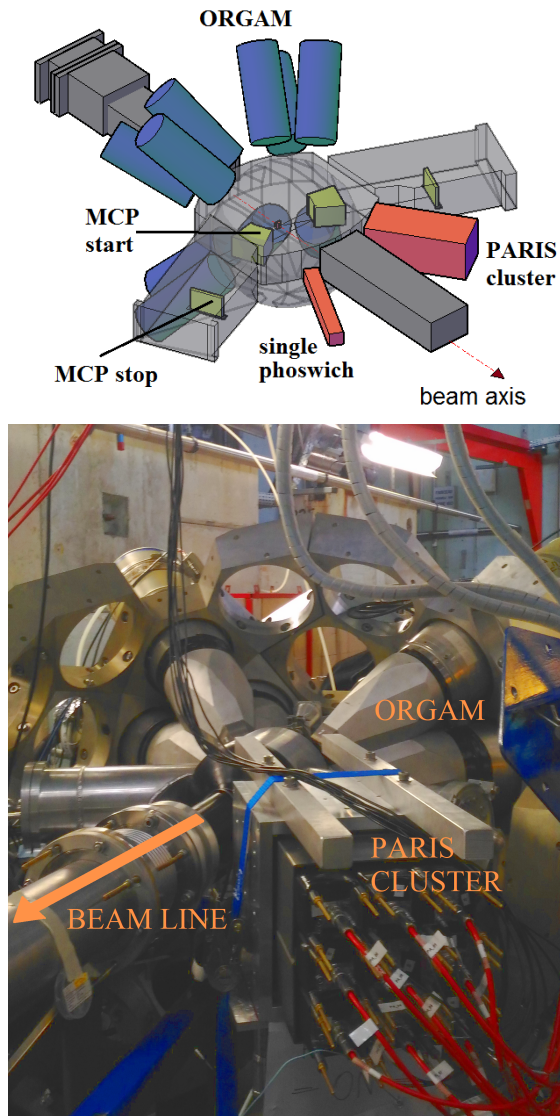 ORGAM
MCP
start
PARIS
cluster
single
phoswich
MCP stop
beam axis
ORGAM
PARIS
CLUSTER
BEAM LINE